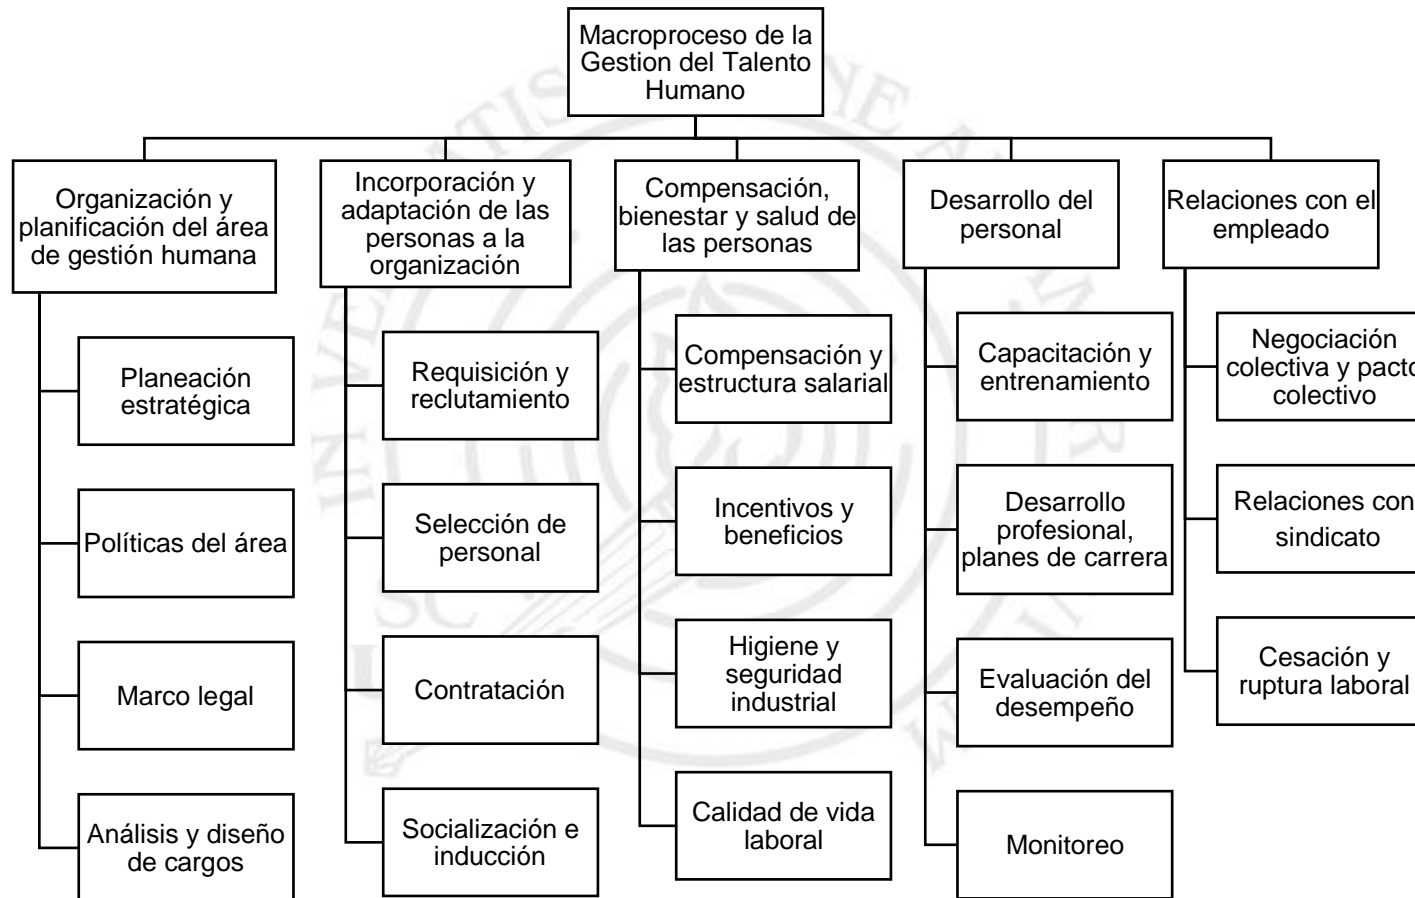 Macroproceso de la
Gestion del Talento
Humano
Organización y
planificación del área
de gestión humana
Planeación
estratégica
Políticas del área
Marco legal
Análisis y diseño
de cargos
Incorporación y
adaptación de las
personas a la
organización
Requisición y
reclutamiento
Selección de
personal
Contratación
Socialización e
inducción
Compensación,
bienestar y salud de
las personas
Compensación y
estructura salarial
Incentivos y
beneficios
Higiene y
seguridad
industrial
Calidad de vida
laboral
Desarrollo del
personal
Capacitación y
entrenamiento
Desarrollo
profesional,
planes de carrera
Evaluación del
desempeño
Monitoreo
Relaciones con el
empleado
Negociación
colectiva y pacto
colectivo
Relaciones con
sindicato
Cesación y
ruptura laboral